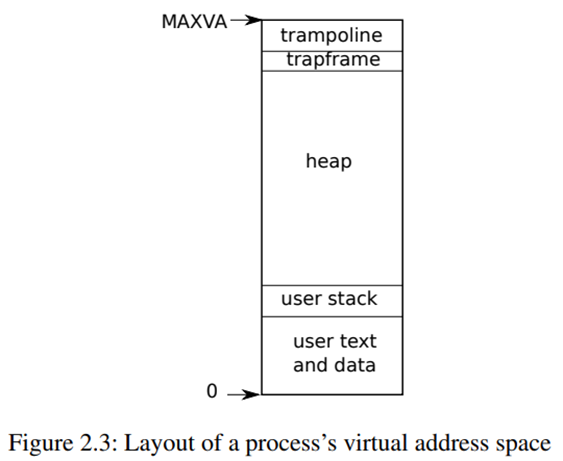 MAXVA
trampoline
trapframe
heap
user stack
user text
and data
0
Figure 2.3: Layout of a process's virtual address space